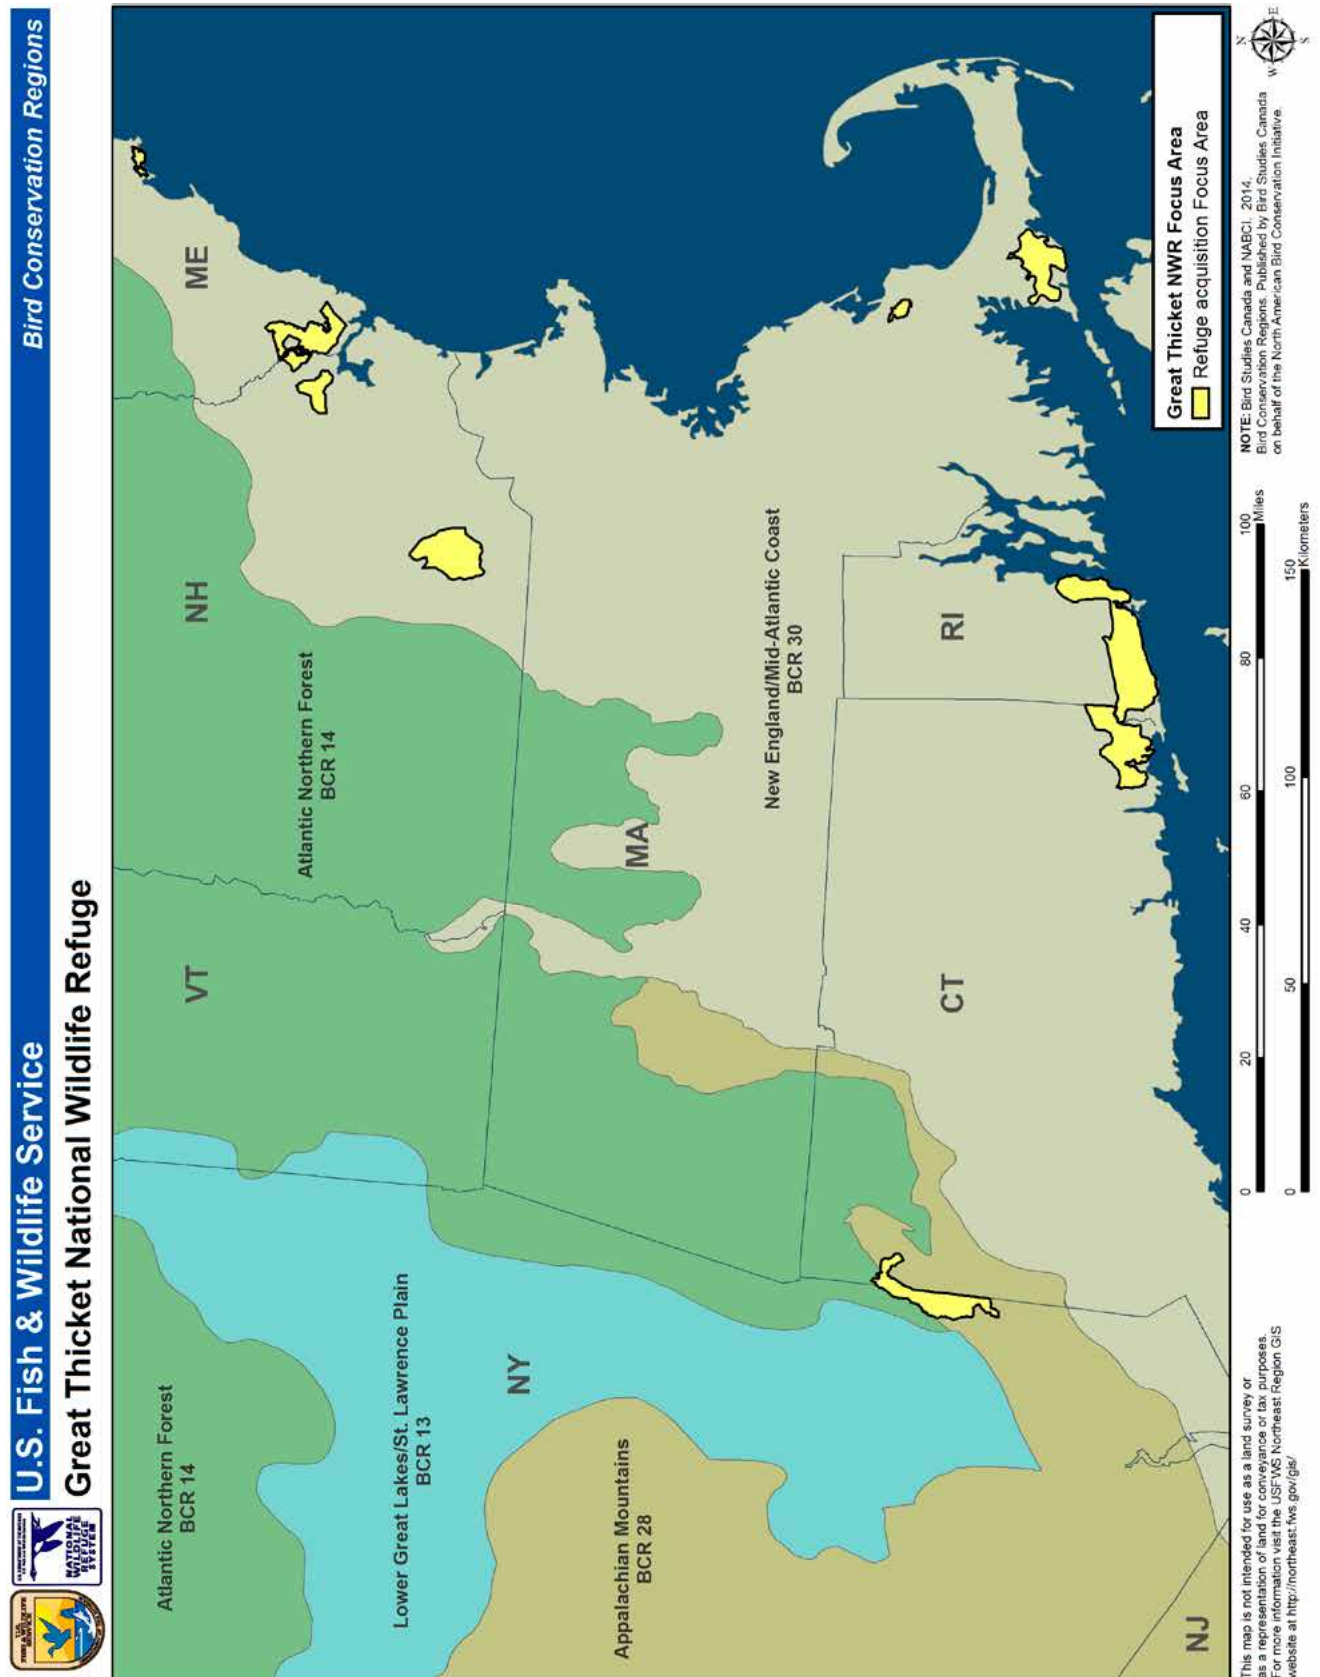 U.S. Fish & Wildlife Service
Bird Conservation Regions
Great Thicket National Wildlife Refuge
NATIONAL
WILDLIFE
REFUGE
SYSTEM
Atlantic Northern Forest
BCR 14
VT
NH
ME
Atlantic Northern Forest
BCR 14
Lower Great Lakes/St. Lawrence Plain
BCR 13
NY
Appalachian Mountains
BCR 28
MA
New England/Mid-Atlantic Coast
BCR 30
CT
RI
NJ
Great Thicket NWR Focus Area
Refuge acquisition Focus Area
This map is not intended for use as a land survey or
as a representation of land for conveyance or tax purposes.
For more information visit the USFWS Northeast Region GIS
website at http://northeast.fws.gov/gis/
0 20 40 60 80 100
Miles
0 50 100 150
Kilometers
NOTE: Bird Studies Canada and NABCI. 2014.
Bird Conservation Regions. Published by Bird Studies Canada
on behalf of the North American Bird Conservation Initiative.
N
W E
S